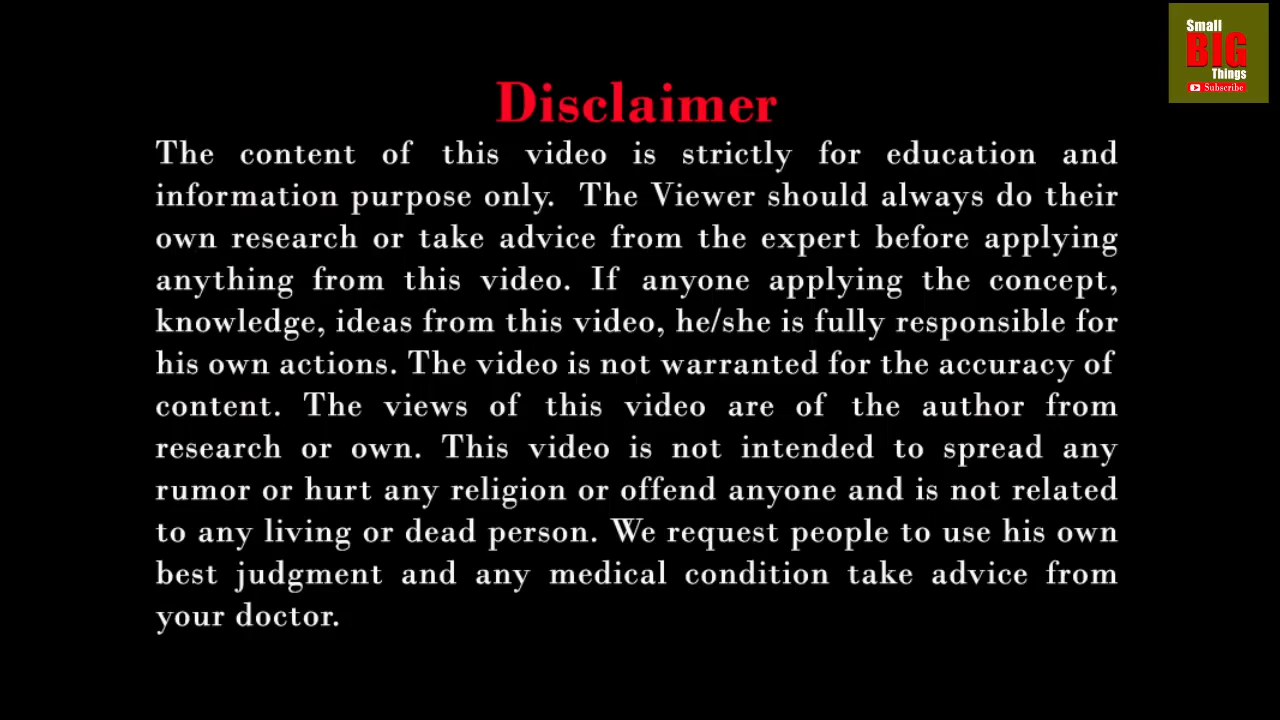 Small
BIG
Things
Subscribe
Disclaimer
The content of this video is strictly for education and
information purpose only. The Viewer should always do their
own research or take advice from the expert before applying
anything from this video. If anyone applying the concept,
knowledge, ideas from this video, he/she is fully responsible for
his own actions. The video is not warranted for the accuracy of
content. The views of this video are of the author from
research or own. This video is not intended to spread any
rumor or hurt any religion or offend anyone and is not related
to any living or dead person. We request people to use his own
best judgment and any medical condition take advice from
your doctor.